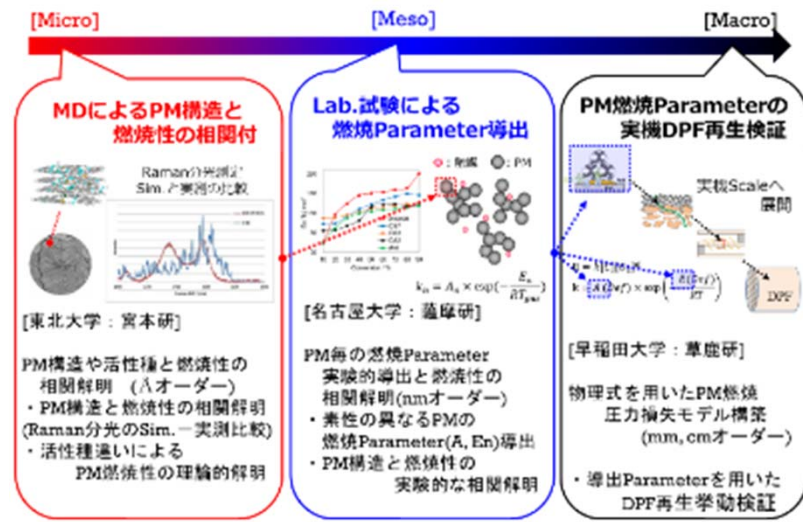 [Micro]
[Meso]
[Macro]
MDによるPM構造と
燃焼性の相関付
Raman分光測定
Sim.と実測の比較
[東北大学：宮本研]
PM構造や活性種と燃焼性の
相関解明 (Åオーダー)
・PM構造と燃焼性の相関解明
(Raman分光のSim.－実測比較)
・活性種違いによる
PM燃焼性の理論的解明
Lab.試験による
燃焼Parameter導出
：触媒
：PM
[名古屋大学：薩摩研]
PM毎の燃焼Parameter
実験的導出と燃焼性の
相関解明(nmオーダー)
・素性の異なるPMの
燃焼Parameter(A, En)導出
・PM構造と燃焼性の
実験的な相関解明
PM燃焼Parameterの
実機DPF再生検証
実機Scaleへ
展開
DPF
[早稲田大学：草鹿研]
物理式を用いたPM燃焼
圧力損失モデル構築
(mm, cmオーダー)
・導出Parameterを用いた
DPF再生挙動検証